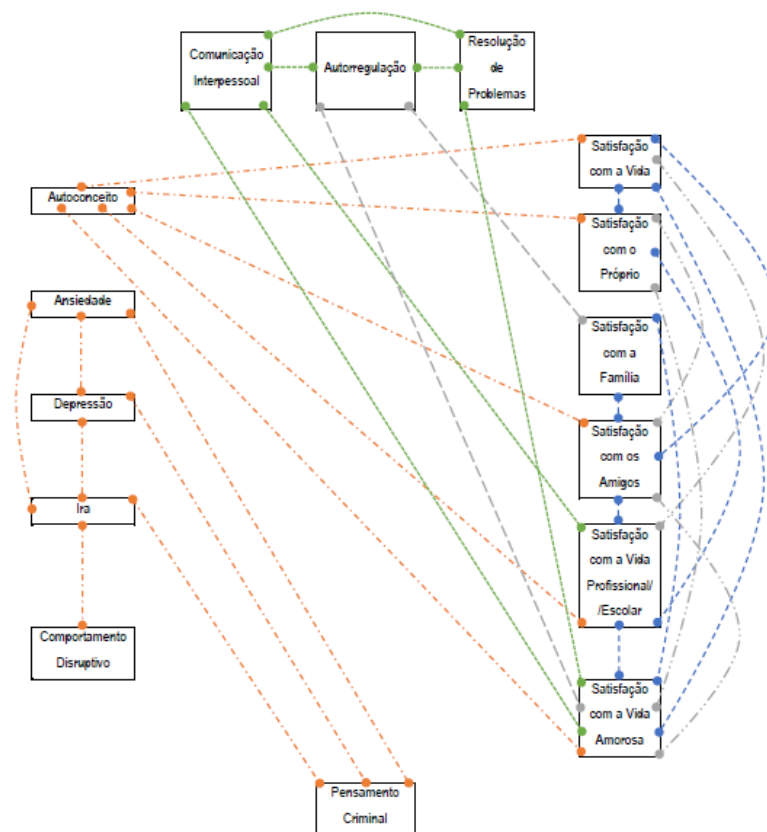 Comunicação
Interpessoal
Autorregulação
Resolução
de
Problemas
Satisfação
com a Vida
Autoconceito
Satisfação
com o
Próprio
Ansiedade
Satisfação
com a
Família
Depressão
Satisfação
com os
Amigos
Ira
Satisfação
com a Vida
Profissional/
/Escolar
Comportamento
Disruptivo
Satisfação
com a Vida
Amorosa
Pensamento
Criminal